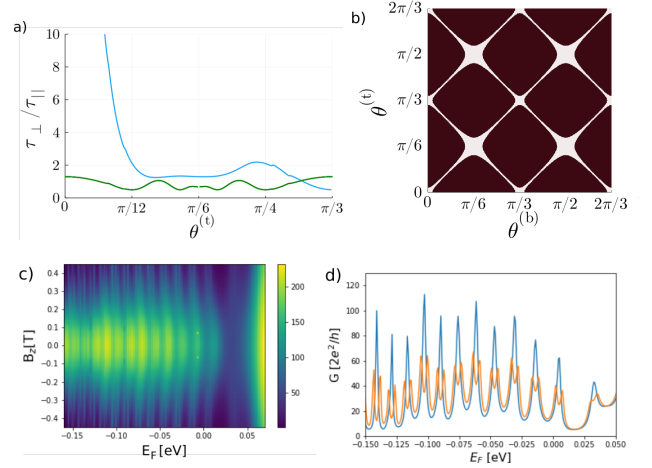 a)
10
8
6
4
2
0
τ⊥/τ||
0
π/12
π/6
π/4
π/3
θ(t)
b)
2π/3
π/2
π/3
π/6
0
θ(t)
0
π/6
π/3
π/2
2π/3
θ(b)
c)
0.4
0.3
0.2
0.1
0.0
−0.1
−0.2
−0.3
−0.4
Bz[T]
−0.15
−0.10
−0.05
0.00
0.05
EF [eV]
200
150
100
50
d)
120
100
80
60
40
20
0
G [2e²/h]
−0.150
−0.125
−0.100
−0.075
−0.050
−0.025
0.000
0.025
0.050
EF [eV]